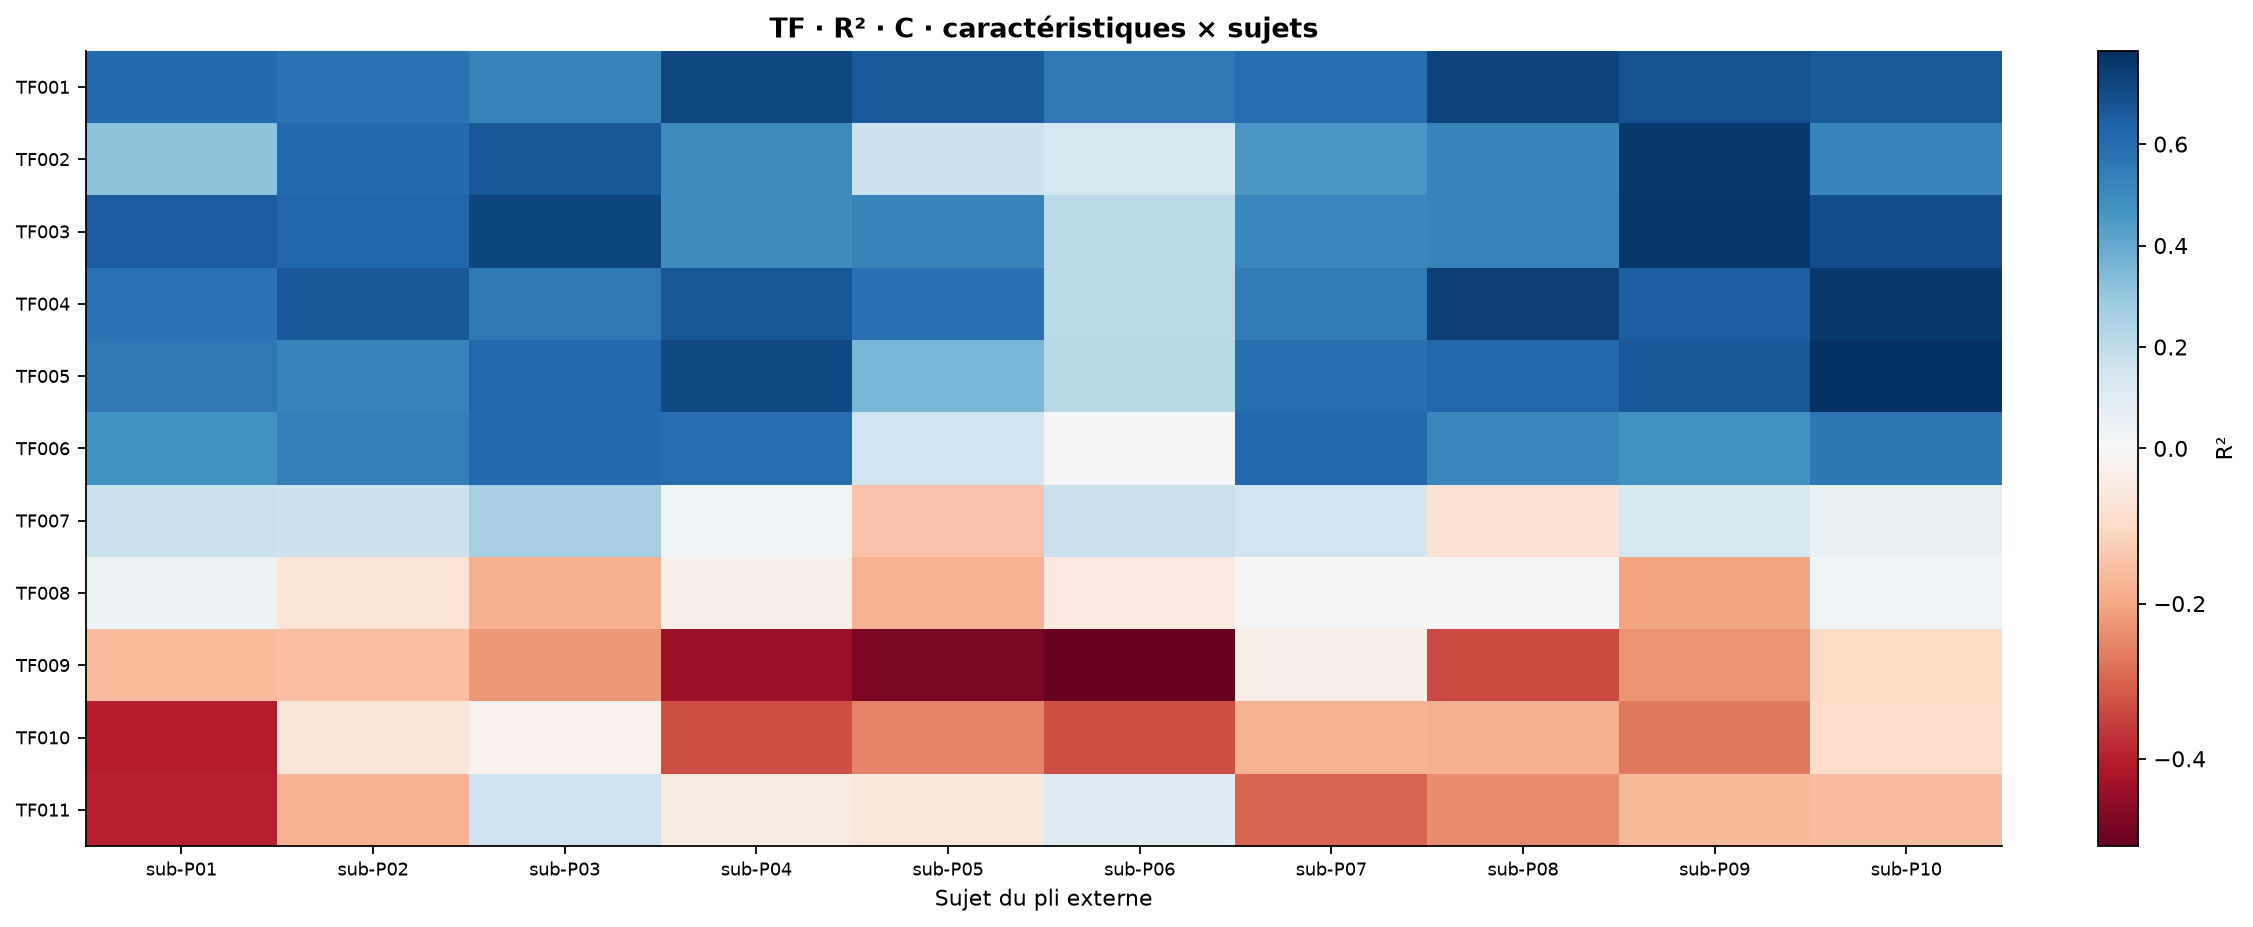 TF · R² · C · caractéristiques × sujets
TF001
TF002
TF003
TF004
TF005
TF006
TF007
TF008
TF009
TF010
TF011
sub-P01 sub-P02 sub-P03 sub-P04 sub-P05 sub-P06 sub-P07 sub-P08 sub-P09 sub-P10
Sujet du pli externe
0.6
0.4
0.2
0.0
−0.2
−0.4
R²